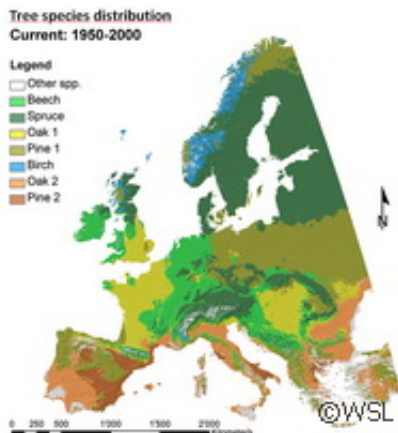 Tree species distribution
Current: 1950-2000
Legend
Other spp.
Beech
Spruce
Oak 1
Pine 1
Birch
Oak 2
Pine 2
N
©WSL
0 250 500 1'000 1'500 2'000